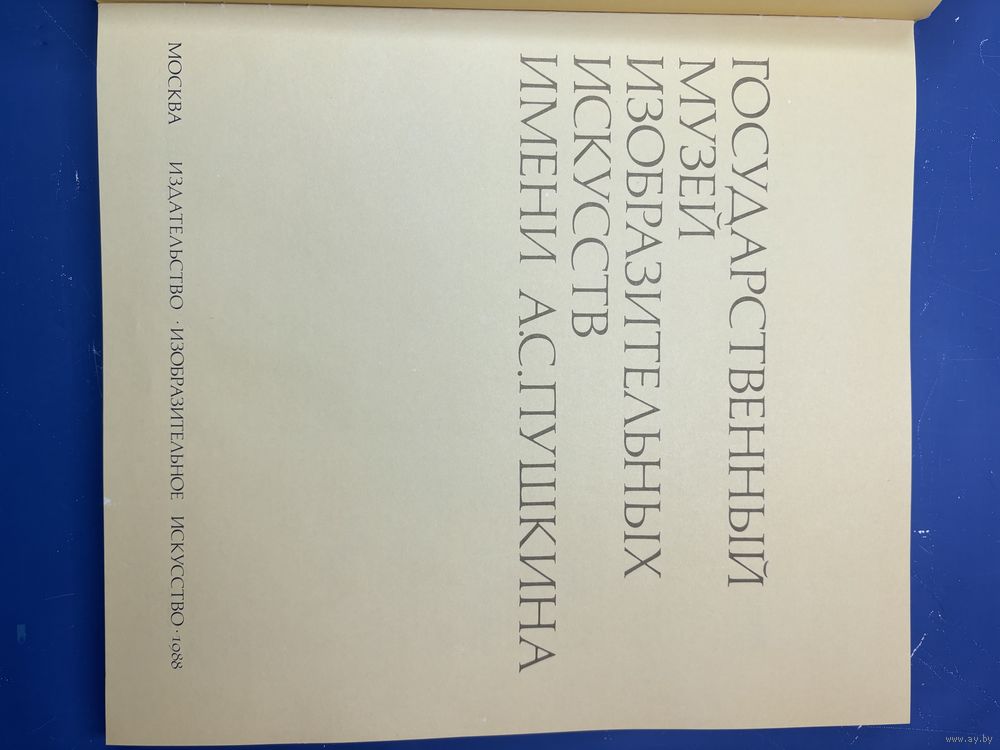 ГОСУДАРСТВЕННЫЙ
МУЗЕЙ
ИЗОБРАЗИТЕЛЬНЫХ
ИСКУССТВ
ИМЕНИ А.С.ПУШКИНА
МОСКВА ИЗДАТЕЛЬСТВО · ИЗОБРАЗИТЕЛЬНОЕ ИСКУССТВО · 1988
www.ay.by